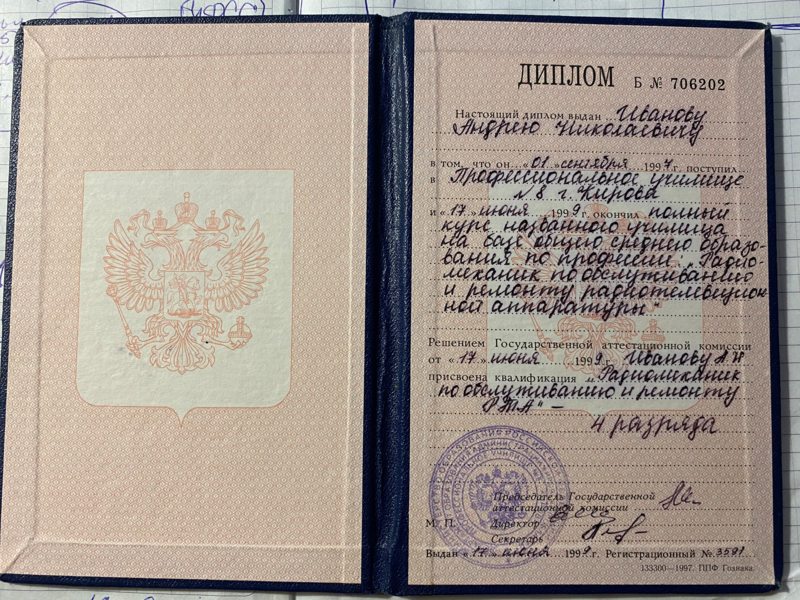 ДИПЛОМ Б № 706202
Настоящий диплом выдан Иванову
Андрею Николаевичу
в том, что он „01“ сентября 1997 поступил
в Профессиональное училище
№ 8 г. Кирова
и „17“ июня 1999 г. окончил полный
курс названного училища
на базе общего среднего образо-
вания по профессии „Радио-
механик по обслуживанию
и ремонту радиотелевизион
ной аппаратуры“
Решением Государственной аттестационной комиссии
от „17“ июня 1999 г. Иванову А Н
присвоена квалификация „Радиомеханик
по обслуживанию и ремонту
РТА“ —
4 разряда
Председатель Государственной
аттестационной комиссии
М. П. Директор
Секретарь
Выдан „17“ июня 1999 г. Регистрационный № 3591
133300—1997. ППФ Гознака.